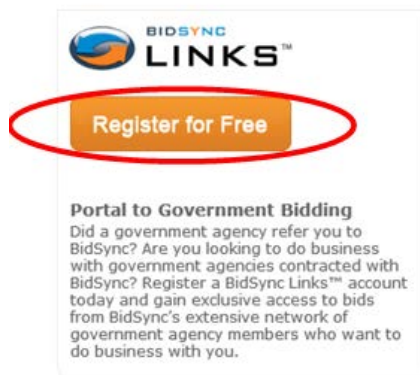 BIDSYNC
LINKS™
Register for Free
Portal to Government Bidding
Did a government agency refer you to
BidSync? Are you looking to do business
with government agencies contracted with
BidSync? Register a BidSync Links™ account
today and gain exclusive access to bids
from BidSync's extensive network of
government agency members who want to
do business with you.